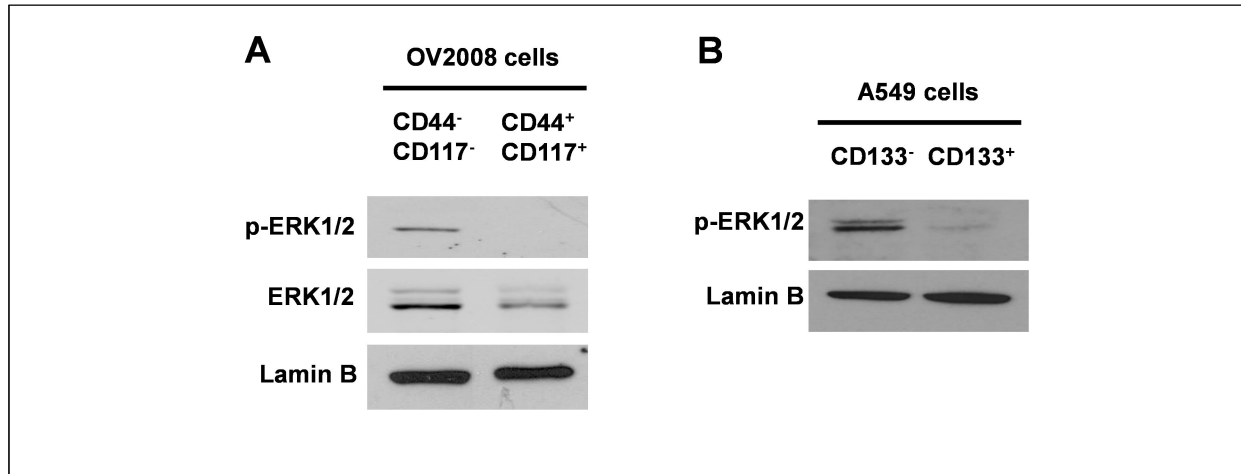 A
OV2008 cells
CD44⁻ CD44⁺
CD117⁻ CD117⁺
p-ERK1/2
ERK1/2
Lamin B
B
A549 cells
CD133⁻ CD133⁺
p-ERK1/2
Lamin B